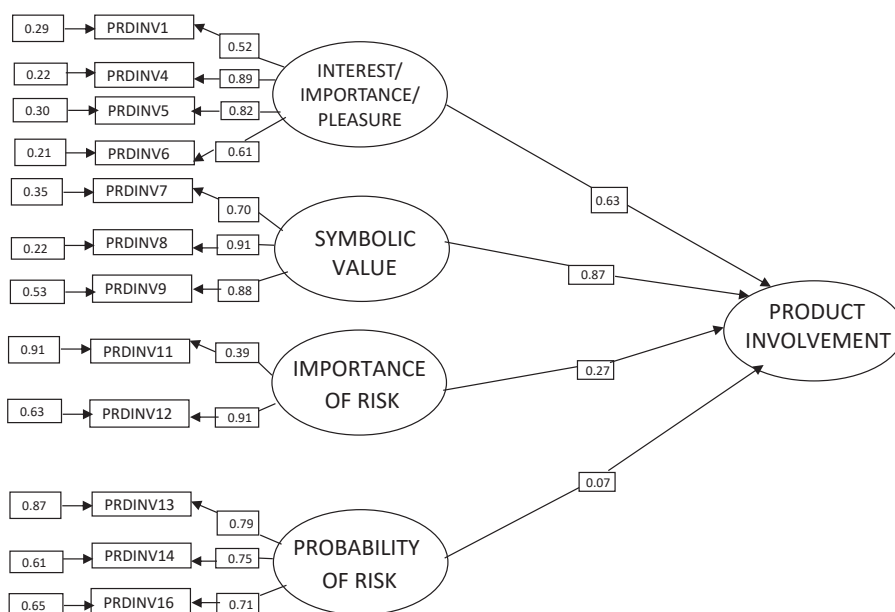 0.29 PRDINV1 0.52
0.22 PRDINV4 0.89
0.30 PRDINV5 0.82
0.21 PRDINV6 0.61
INTEREST/
IMPORTANCE/
PLEASURE
0.63
0.35 PRDINV7 0.70
0.22 PRDINV8 0.91
0.53 PRDINV9 0.88
SYMBOLIC
VALUE
0.87
0.91 PRDINV11 0.39
0.63 PRDINV12 0.91
IMPORTANCE
OF RISK
0.27
0.87 PRDINV13 0.79
0.61 PRDINV14 0.75
0.65 PRDINV16 0.71
PROBABILITY
OF RISK
0.07
PRODUCT
INVOLVEMENT